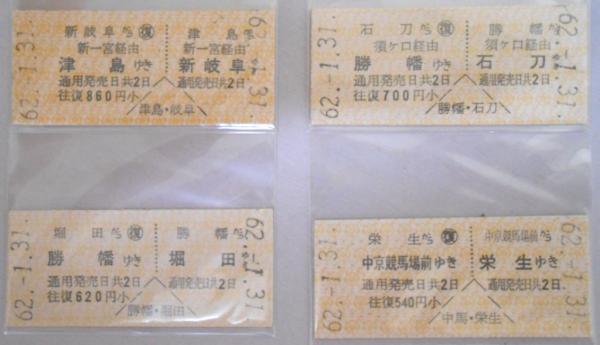 62.-1.31.
新岐阜から 復
新一宮経由
津島ゆき
通用発売日共2日
往復860円
小
津島から
新一宮経由
新岐阜ゆき
通用発売日共2日
津島・岐阜
62.-1.31.
62.-1.31.
石刀から 復
須ケ口経由
勝幡ゆき
通用発売日共2日
往復700円
小
勝幡から
須ケ口経由
石刀ゆき
通用発売日共2日
勝幡・石刀
62.-1.31.
62.-1.31.
堀田から 復
勝幡ゆき
通用発売日共2日
往復620円
小
勝幡から
堀田ゆき
通用発売日共2日
勝幡・堀田
62.-1.31
62.-1.31.
栄生から 復
中京競馬場前ゆき
通用発売日共2日
往復540円
小
中京競馬場前から
栄生ゆき
通用発売日共2日
中馬・栄生
62.-1.31